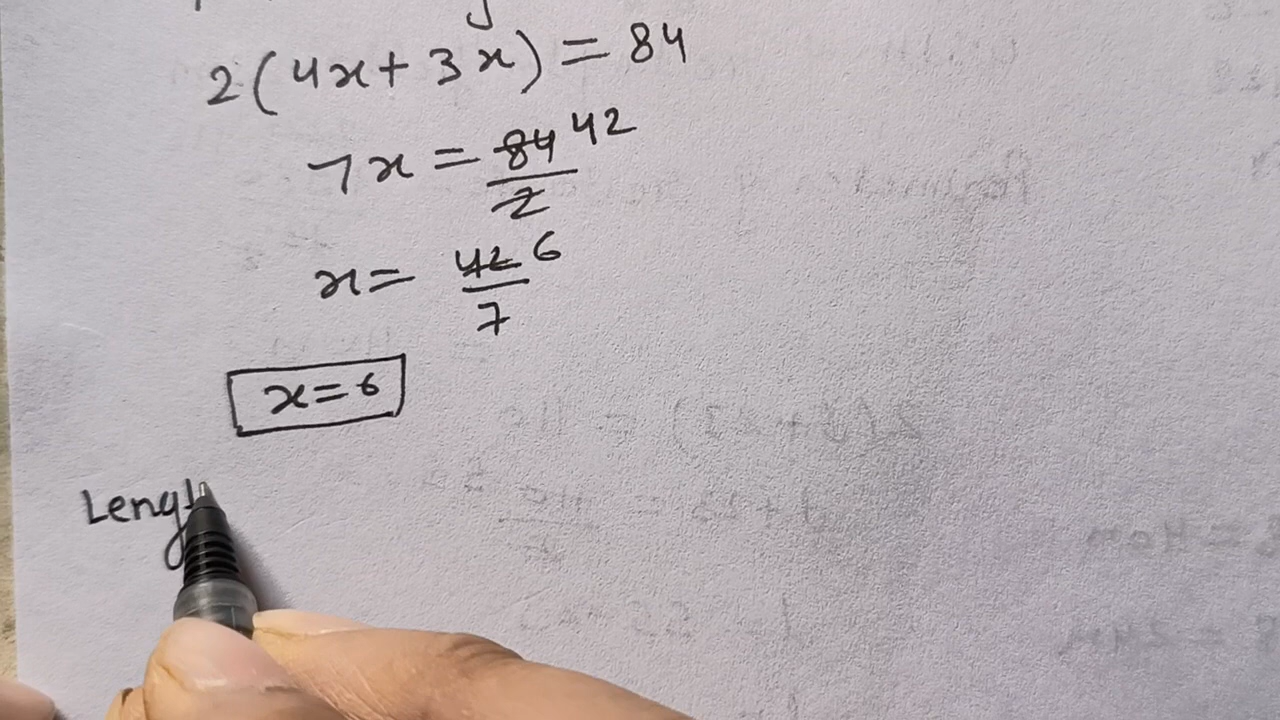 2(4x+3x) = 84
7x = 84/2 42
x = 42/7 6
x=6
Lengt